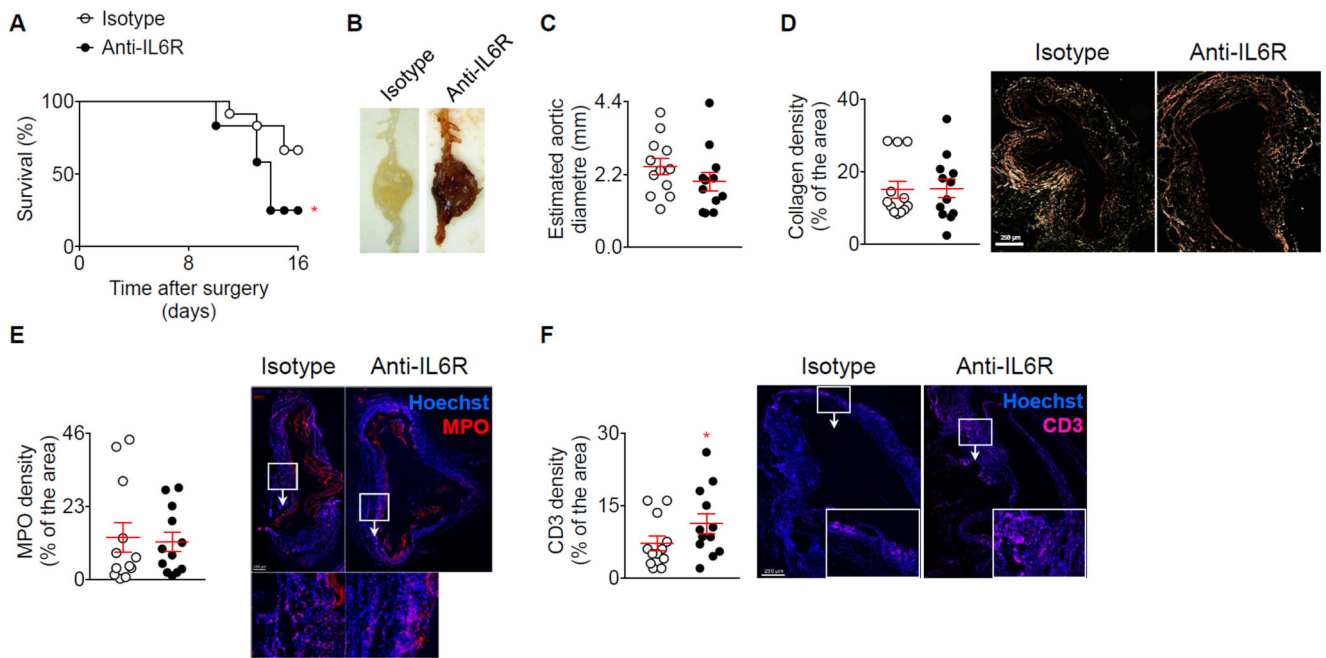 A
Isotype
Anti-IL6R
Survival (%)
100
50
0
0
8
16
*
Time after surgery
(days)
B
Isotype
Anti-IL6R
C
Estimated aortic
diametre (mm)
4.4
2.2
0.0
D
Collagen density
(% of the area)
40
20
0
Isotype
Anti-IL6R
250 µm
E
MPO density
(% of the area)
46
23
0
Isotype
Anti-IL6R
Hoechst
MPO
F
CD3 density
(% of the area)
30
15
0
*
Isotype
Anti-IL6R
Hoechst
CD3
250 µm